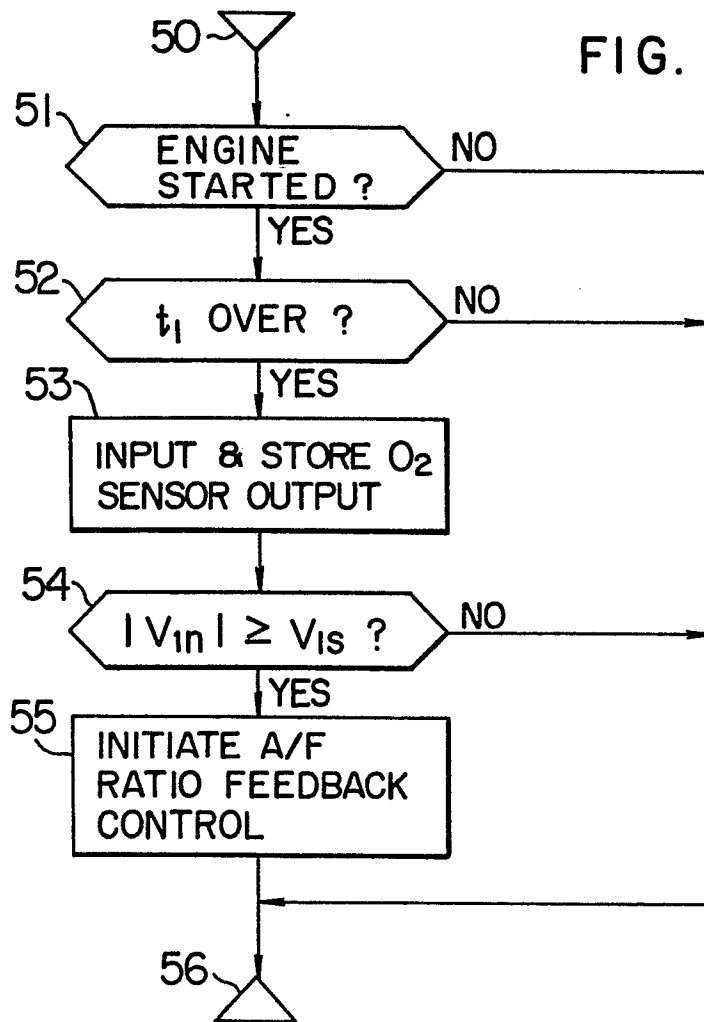 50
FIG.
51
ENGINE
STARTED ?
NO
YES
52
t₁ OVER ?
NO
YES
53
INPUT & STORE O₂
SENSOR OUTPUT
54
|V₁ₙ| ≥ V₁ₛ ?
NO
YES
55
INITIATE A/F
RATIO FEEDBACK
CONTROL
56